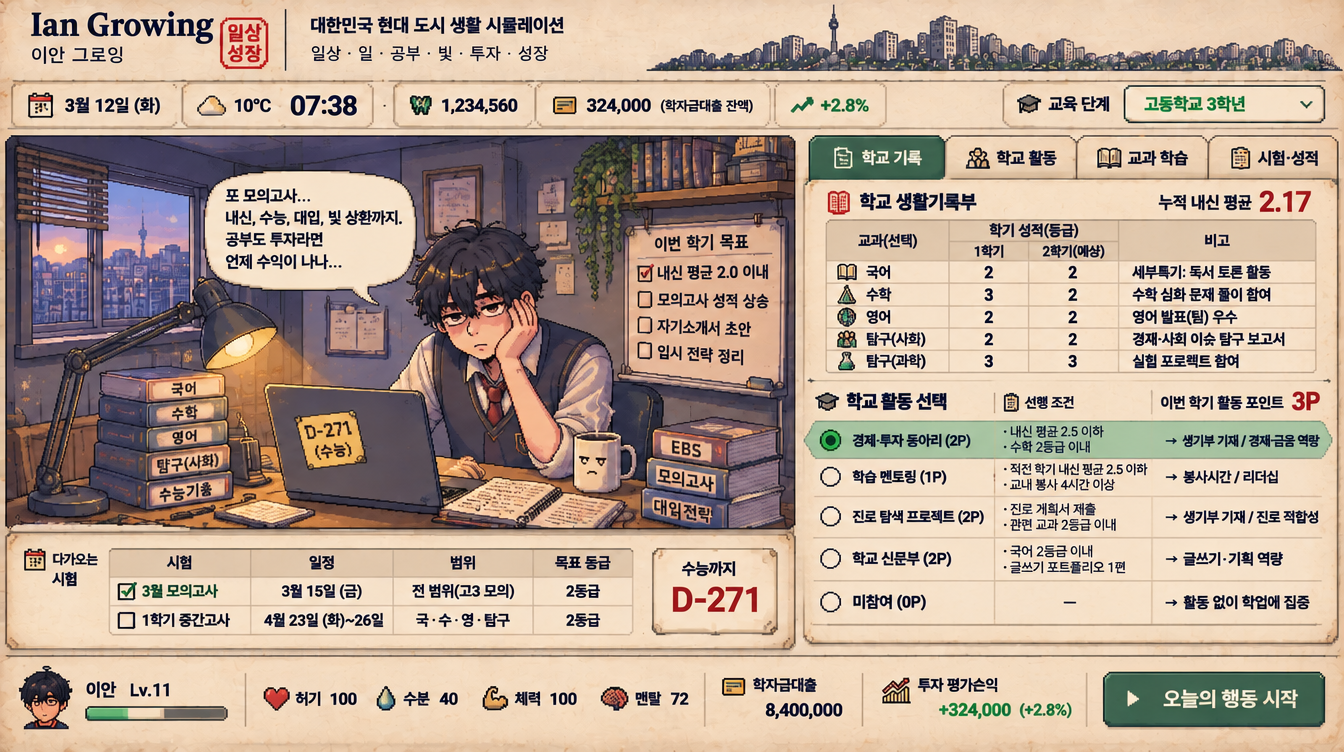 Ian Growing
이안 그로잉
일상
성장
대한민국 현대 도시 생활 시뮬레이션
일상 · 일 · 공부 · 빛 · 투자 · 성장
3월 12일 (화)
10°C 07:38
₩ 1,234,560
324,000 (학자금대출 잔액)
+2.8%
교육 단계 고등학교 3학년
포 모의고사...
내신, 수능, 대입, 빛 상환까지.
공부도 투자라면
언제 수익이 나나...
이번 학기 목표
내신 평균 2.0 이내
모의고사 성적 상송
자기소개서 초안
입시 전략 정리
국어
수학
영어
탐구(사화)
수능기움
D-271
(수능)
EBS
모의고사
대입전략
학교 기록
학교 활동
교과 학습
시험·성적
학교 생활기록부 누적 내신 평균 2.17
교과(선택) 학기 성적(등급) 비고
1학기 2학기(예상)
국어 2 2 세부특기: 독서 토론 활동
수학 3 2 수학 심화 문제 풀이 참여
영어 2 2 영어 발표(팀) 우수
탐구(사화) 2 2 경제·사회 이슈 탐구 보고서
탐구(과학) 3 3 실험 포로젝트 참여
학교 활동 선택 선행 조건 이번 학기 활동 포인트 3P
경제·투자 동아리 (2P) · 내신 평균 2.5 이하 → 생기부 기재 / 경제·금융 역량
· 수학 2등급 이내
학습 멘토링 (1P) · 직전 학기 내신 평균 2.5 이하 → 봉사시간 / 리더십
· 교내 봉사 4시간 이상
진로 탐색 프로젝트 (2P) · 진로 계획서 제출 → 생기부 기재 / 진로 적합성
· 관련 교과 2등급 이내
학교 신문부 (2P) · 국어 2등급 이내 → 글쓰기·기획 역량
· 글쓰기 포트폴리오 1편
미참여 (0P) — → 활동 없이 학업에 집중
다가오는
시험
시험 일정 범위 목표 등급
3월 모의고사 3월 15일 (금) 전 범위(고3 모의) 2등급
1학기 중간고사 4월 23일 (화)~26일 국·수·영·탐구 2등급
수능까지
D-271
이안 Lv.11
허기 100
수분 40
체력 100
멘탈 72
학자금대출
8,400,000
투자 평가손익
+324,000 (+2.8%)
오늘의 행동 시작